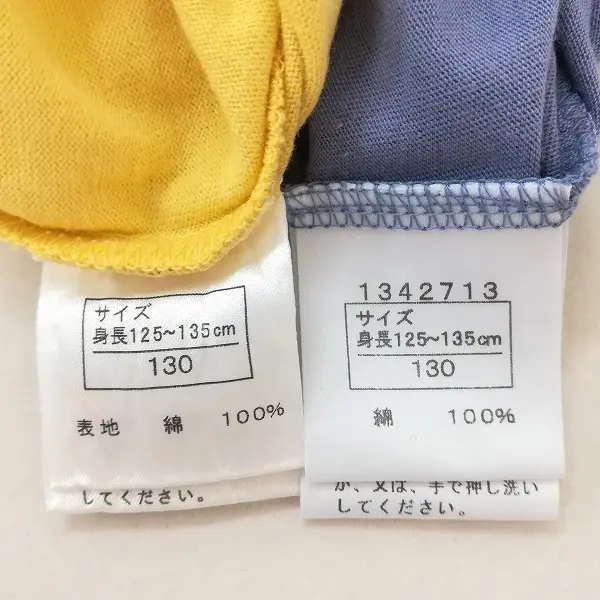 サイズ
身長125~135cm
130
表地 綿 100%
してください。
1342713
サイズ
身長125~135cm
130
綿 100%
か、又は、手で押し洗い
してください。